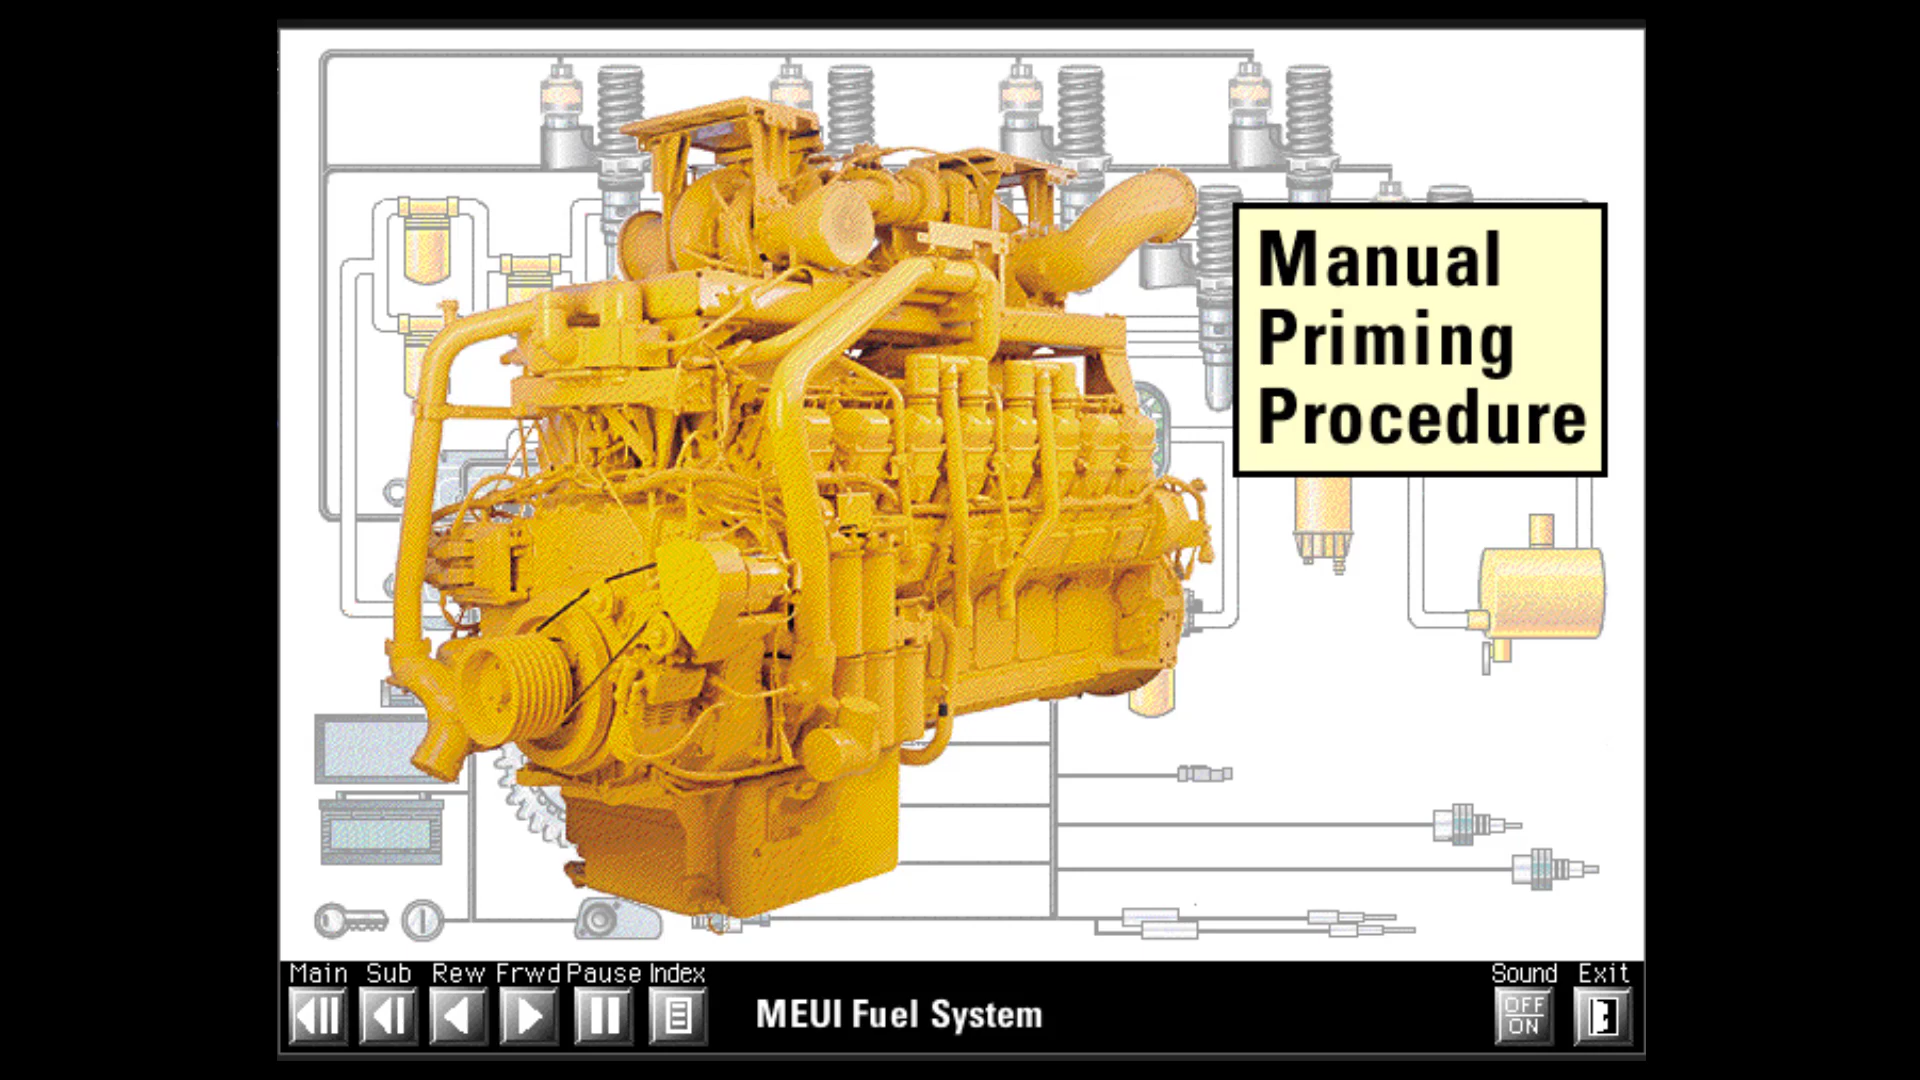 Manual
Priming
Procedure
Main Sub Rew Frwd Pause Index
Sound Exit
MEUI Fuel System
OFF
ON